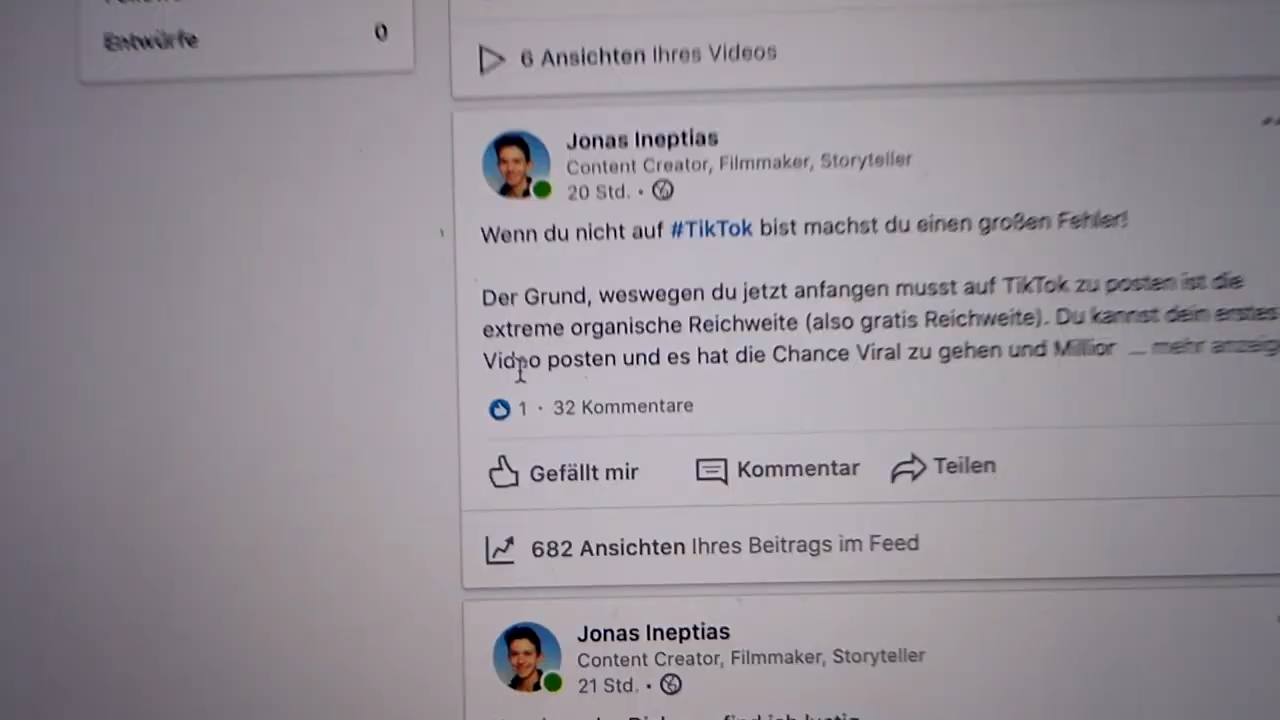 Entwürfe 0
6 Ansichten Ihres Videos
Jonas Ineptias
Content Creator, Filmmaker, Storyteller
20 Std. •
Wenn du nicht auf #TikTok bist machst du einen großen Fehler!
Der Grund, weswegen du jetzt anfangen musst auf TikTok zu posten ist die
extreme organische Reichweite (also gratis Reichweite). Du kannst dein erstes
Video posten und es hat die Chance Viral zu gehen und Millior ... mehr anzeig
1 · 32 Kommentare
Gefällt mir Kommentar Teilen
682 Ansichten Ihres Beitrags im Feed
Jonas Ineptias
Content Creator, Filmmaker, Storyteller
21 Std. •